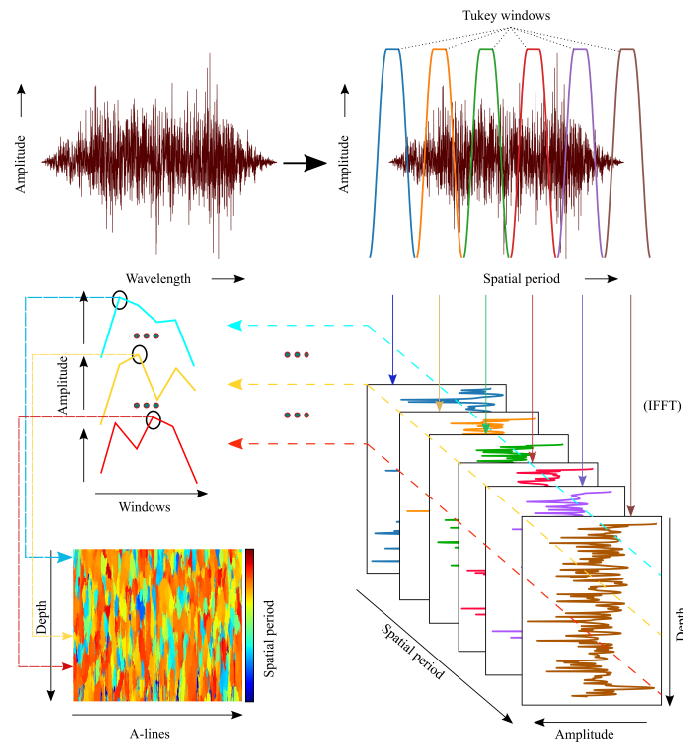 Tukey windows
Amplitude
Amplitude
Wavelength
Spatial period
Amplitude
(IFFT)
Windows
Depth
Spatial period
Spatial period
Depth
A-lines
Amplitude